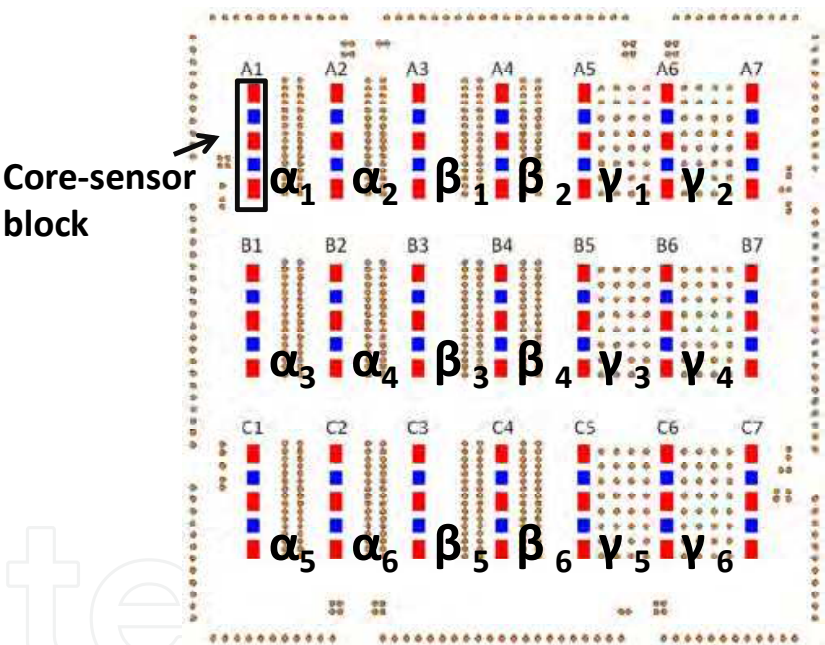 A1 A2 A3 A4 A5 A6 A7
Core-sensor
block
α1 α2 β1 β2 γ1 γ2
B1 B2 B3 B4 B5 B6 B7
α3 α4 β3 β4 γ3 γ4
C1 C2 C3 C4 C5 C6 C7
α5 α6 β5 β6 γ5 γ6
te